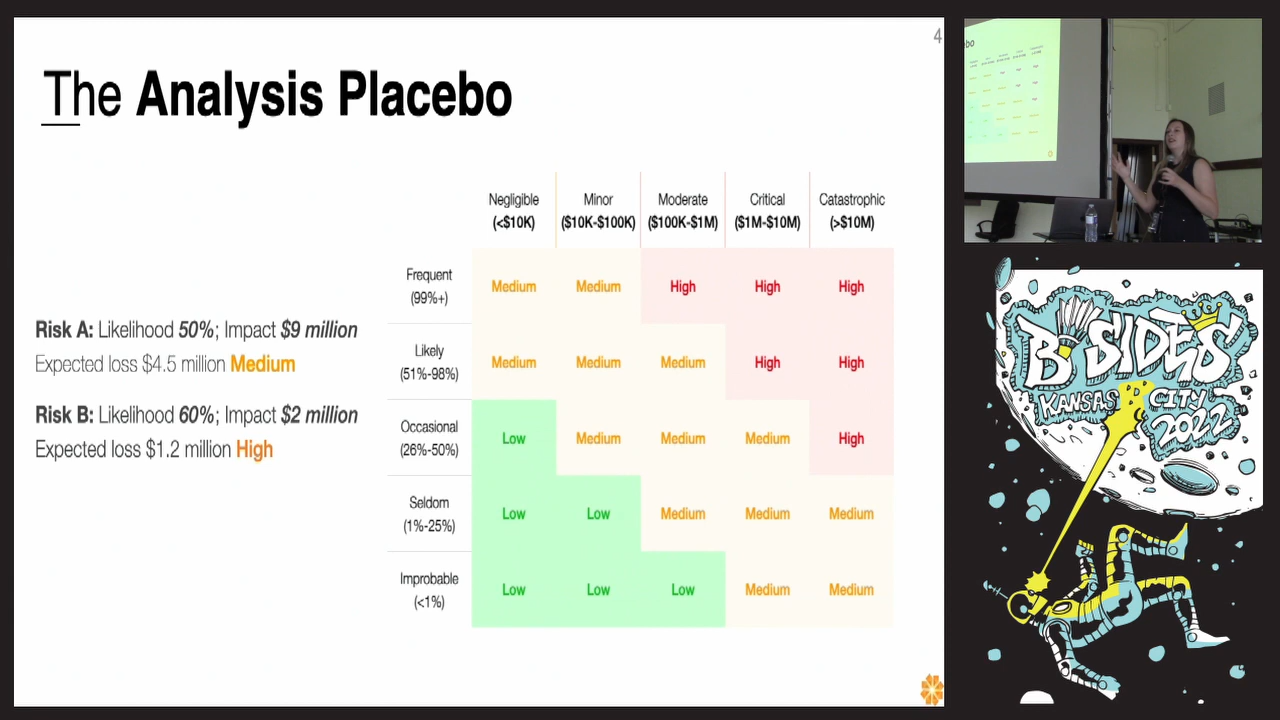 4
The Analysis Placebo
Negligible Minor Moderate Critical Catastrophic
(<$10K) ($10K-$100K) ($100K-$1M) ($1M-$10M) (>$10M)
Frequent
(99%+)
Medium Medium High High High
Likely
(51%-98%)
Medium Medium Medium High High
Occasional
(26%-50%)
Low Medium Medium Medium High
Seldom
(1%-25%)
Low Low Medium Medium Medium
Improbable
(<1%)
Low Low Low Medium Medium
Risk A: Likelihood 50%; Impact $9 million
Expected loss $4.5 million Medium
Risk B: Likelihood 60%; Impact $2 million
Expected loss $1.2 million High
BSIDES
KANSAS CITY
2022